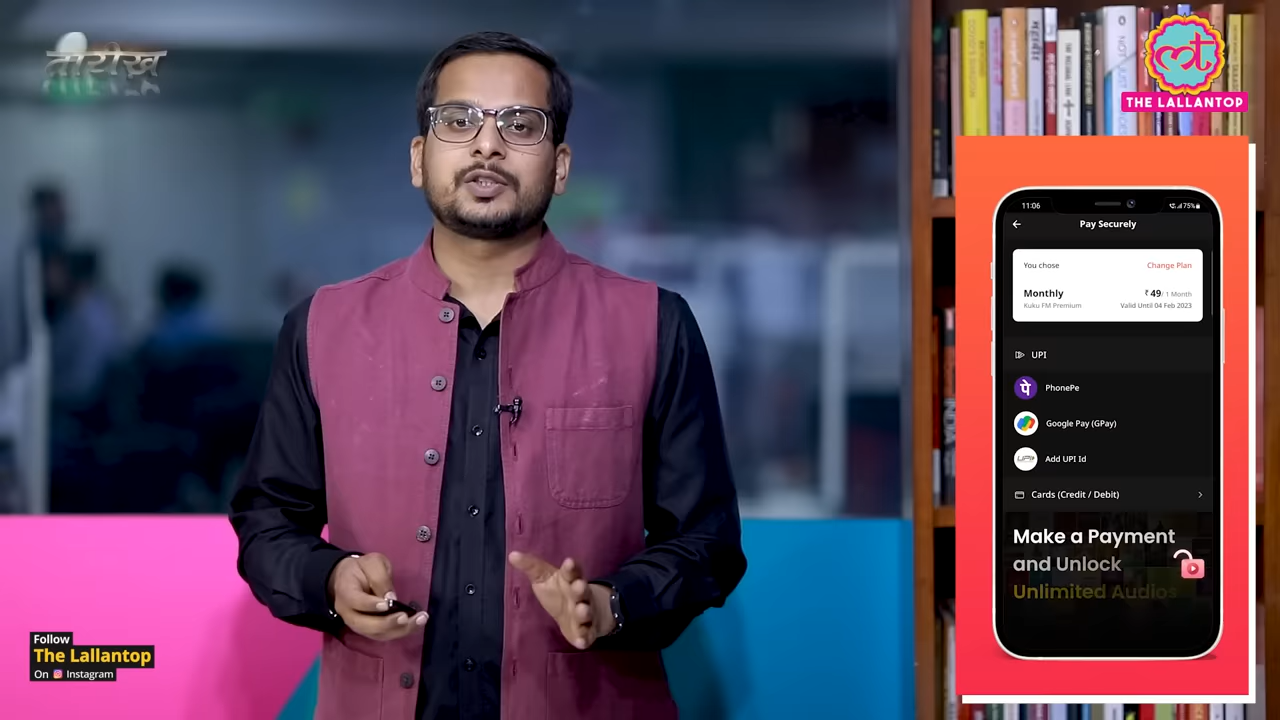 तारीख़
THE LALLANTOP
11:06
75%
Pay Securely
You chose
Change Plan
Monthly
₹ 49/ 1 Month
Kuku FM Premium
Valid Until 04 Feb 2023
UPI
PhonePe
Google Pay (GPay)
UPI
Add UPI Id
Cards (Credit / Debit)
Make a Payment
and Unlock
Unlimited Audios
Follow
The Lallantop
On Instagram